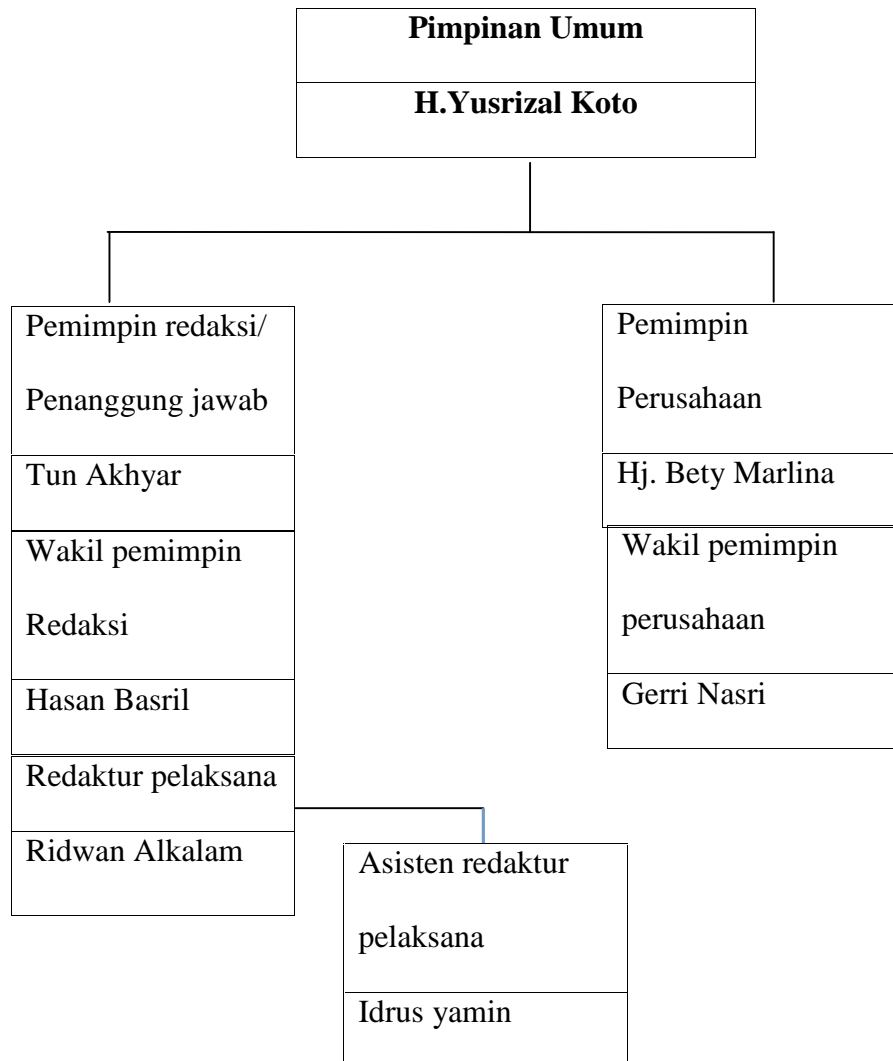 Pimpinan Umum
H.Yusrizal Koto
Pemimpin redaksi/
Penanggung jawab
Tun Akhyar
Wakil pemimpin
Redaksi
Hasan Basril
Redaktur pelaksana
Ridwan Alkalam
Pemimpin
Perusahaan
Hj. Bety Marlina
Wakil pemimpin
perusahaan
Gerri Nasri
Asisten redaktur
pelaksana
Idrus yamin